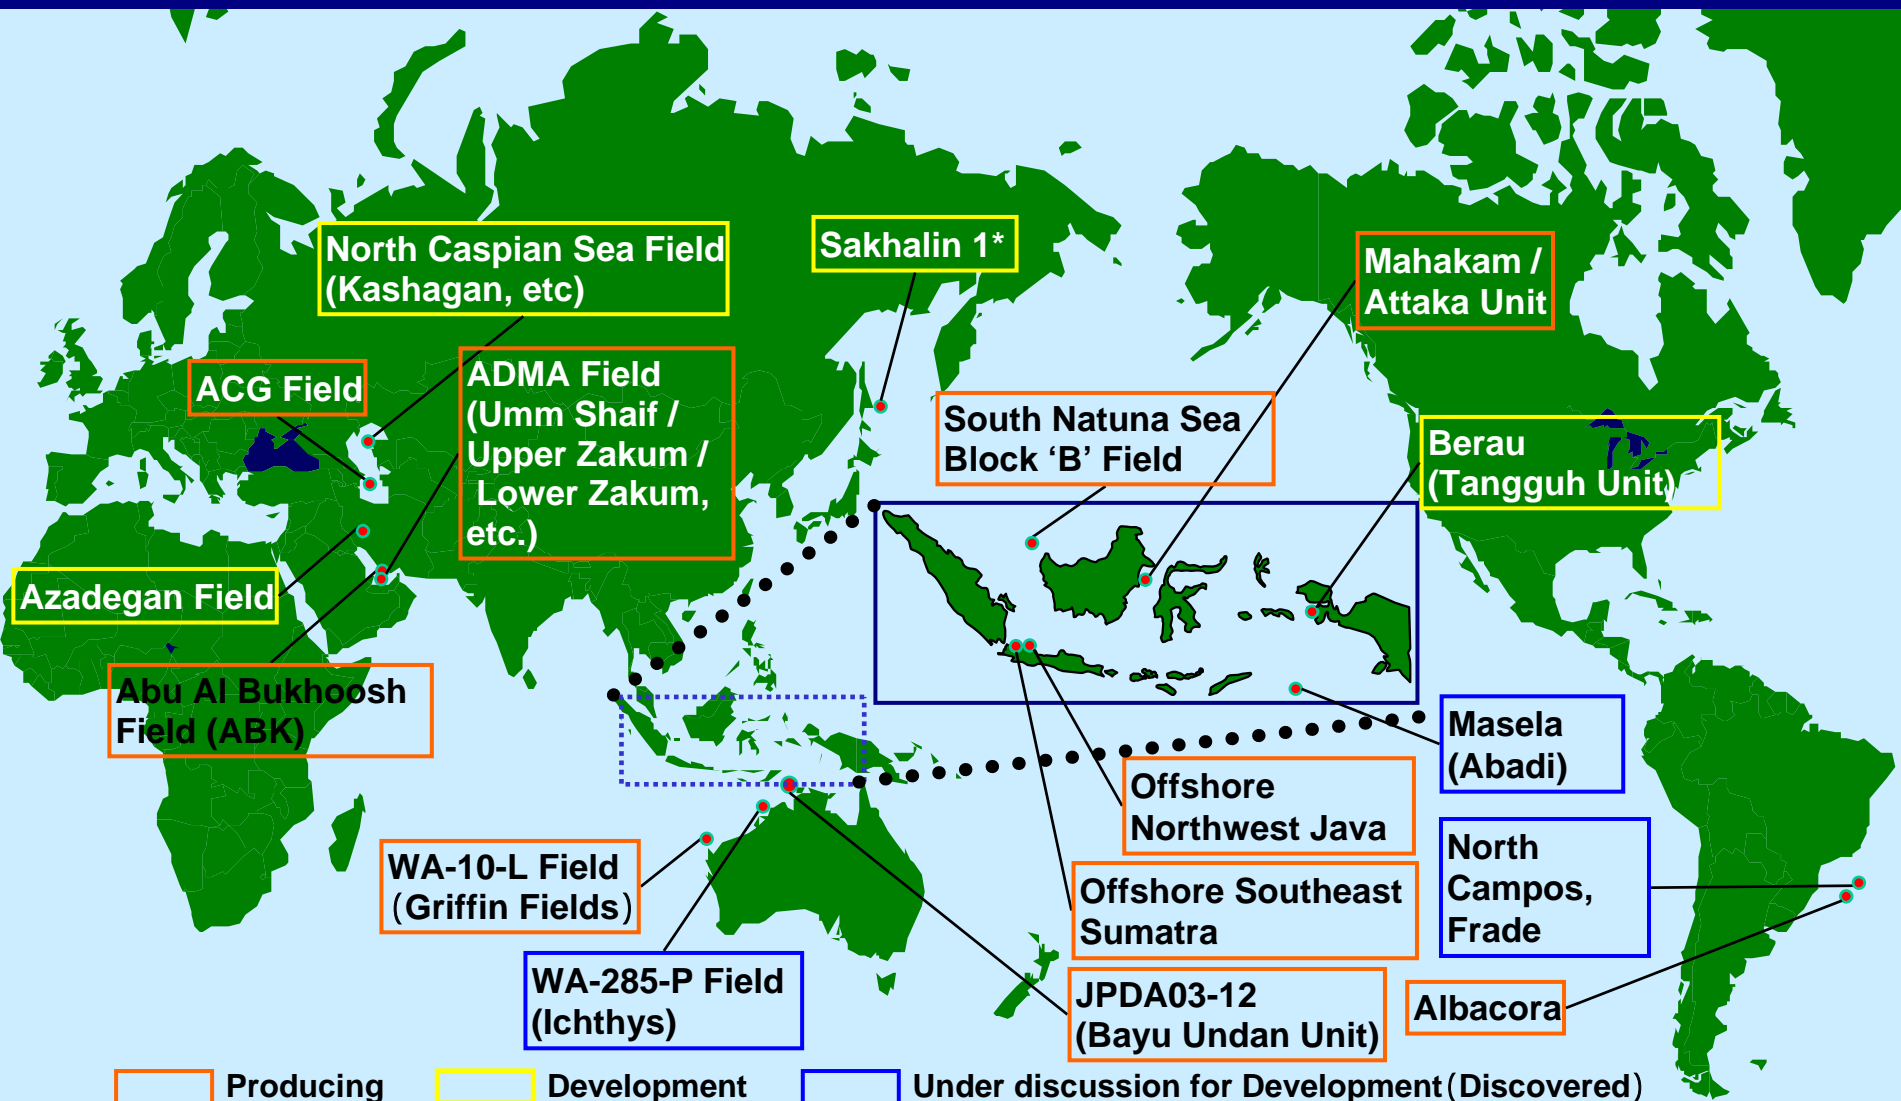 North Caspian Sea Field
(Kashagan, etc)
Sakhalin 1*
Mahakam /
Attaka Unit
ACG Field
ADMA Field
(Umm Shaif /
Upper Zakum /
Lower Zakum,
etc.)
South Natuna Sea
Block ‘B’ Field
Berau
(Tangguh Unit)
Azadegan Field
Abu Al Bukhoosh
Field (ABK)
Masela
(Abadi)
Offshore
Northwest Java
North
Campos,
Frade
WA-10-L Field
(Griffin Fields)
Offshore Southeast
Sumatra
WA-285-P Field
(Ichthys)
JPDA03-12
(Bayu Undan Unit)
Albacora
Producing
Development
Under discussion for Development(Discovered)